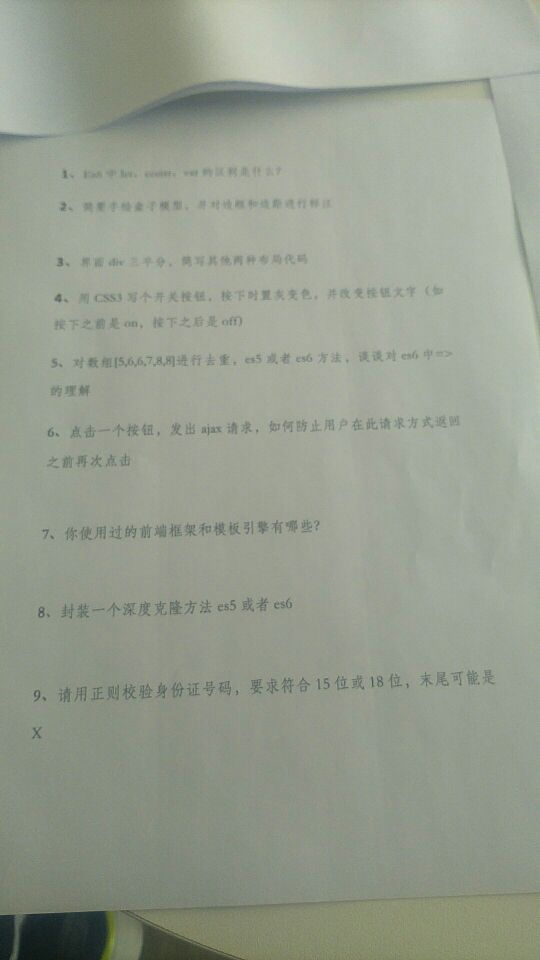 1、Es6 中 let、const、var 的区别是什么?
2、简要手绘盒子模型，并对边框和边距进行标注
3、界面 div 三平分，简写其他两种布局代码
4、用 CSS3 写个开关按钮，按下时置灰变色，并改变按钮文字（如
按下之前是 on，按下之后是 off)
5、对数组[5,6,6,7,8,8]进行去重，es5 或者 es6 方法，谈谈对 es6 中=>
的理解
6、点击一个按钮，发出 ajax 请求，如何防止用户在此请求方式返回
之前再次点击
7、你使用过的前端框架和模板引擎有哪些?
8、封装一个深度克隆方法 es5 或者 es6
9、请用正则校验身份证号码，要求符合 15 位或 18 位，末尾可能是
X